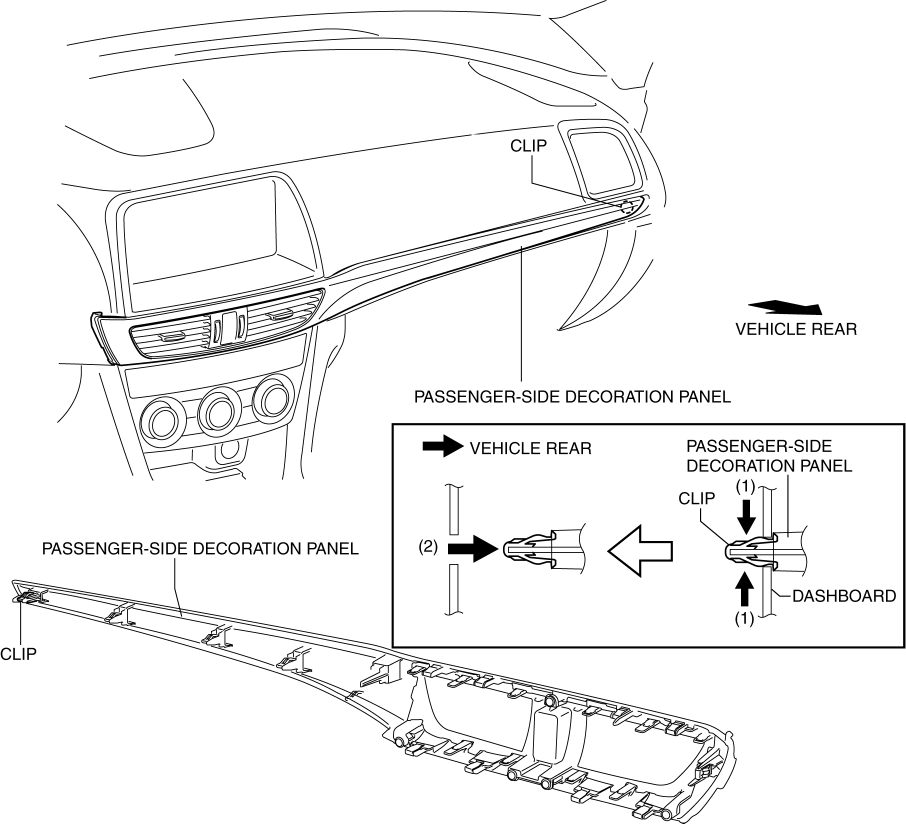 CLIP
VEHICLE REAR
PASSENGER-SIDE DECORATION PANEL
VEHICLE REAR
PASSENGER-SIDE
DECORATION PANEL
(1)
CLIP
(2)
DASHBOARD
(1)
PASSENGER-SIDE DECORATION PANEL
CLIP